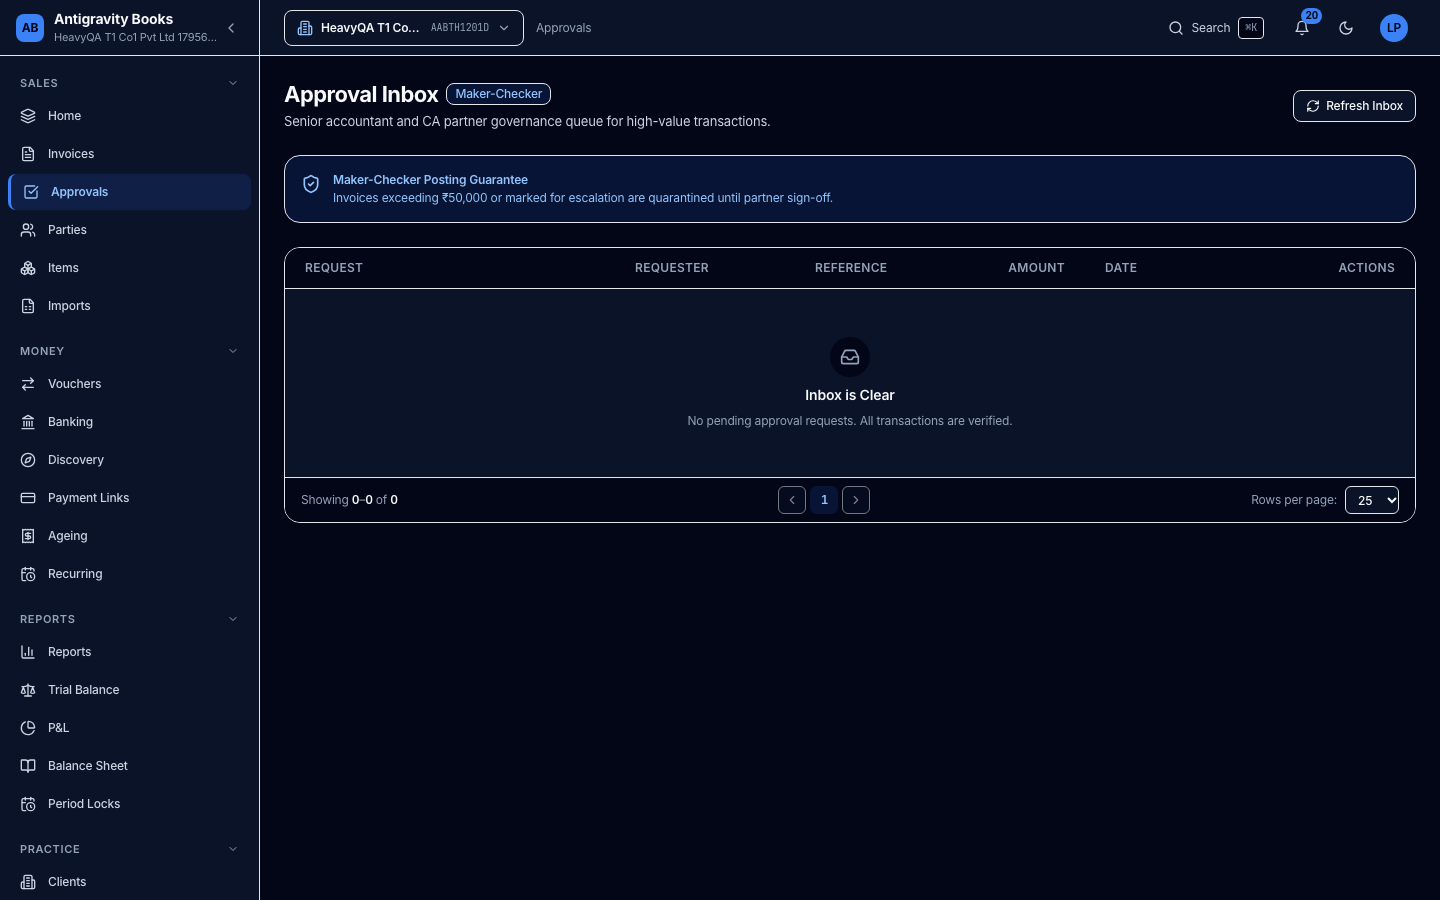 AB
Antigravity Books
HeavyQA T1 Co1 Pvt Ltd 17956...
SALES
Home
Invoices
Approvals
Parties
Items
Imports
MONEY
Vouchers
Banking
Discovery
Payment Links
Ageing
Recurring
REPORTS
Reports
Trial Balance
P&L
Balance Sheet
Period Locks
PRACTICE
Clients
HeavyQA T1 Co... AABTH1201D
Approvals
Search ⌘K
20
LP
Approval Inbox Maker-Checker
Senior accountant and CA partner governance queue for high-value transactions.
Refresh Inbox
Maker-Checker Posting Guarantee
Invoices exceeding ₹50,000 or marked for escalation are quarantined until partner sign-off.
REQUEST REQUESTER REFERENCE AMOUNT DATE ACTIONS
Inbox is Clear
No pending approval requests. All transactions are verified.
Showing 0–0 of 0
1
Rows per page: 25